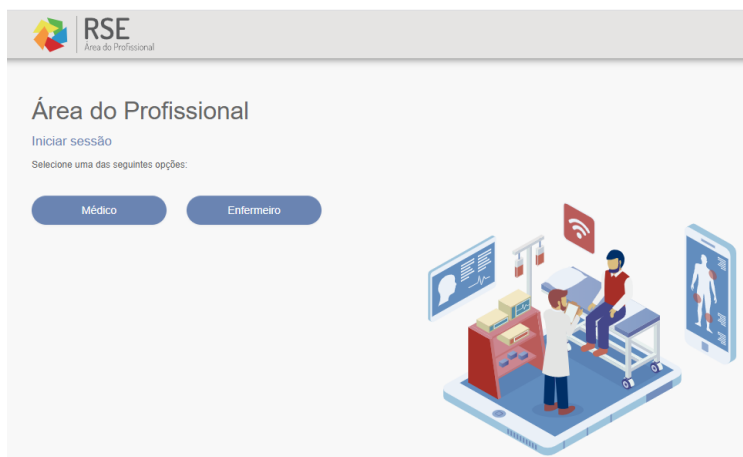 RSE
Área do Profissional
Área do Profissional
Iniciar sessão
Selecione uma das seguintes opções:
Médico
Enfermeiro